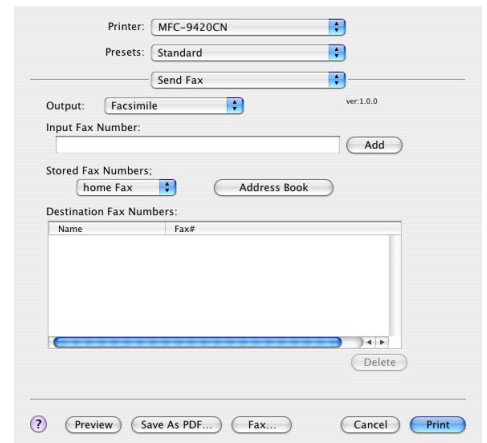 Printer: MFC-9420CN
Presets: Standard
Send Fax
Output: Facsimile ver:1.0.0
Input Fax Number:
Add
Stored Fax Numbers;
home Fax Address Book
Destination Fax Numbers:
Name Fax#
Delete
? Preview Save As PDF... Fax... Cancel Print